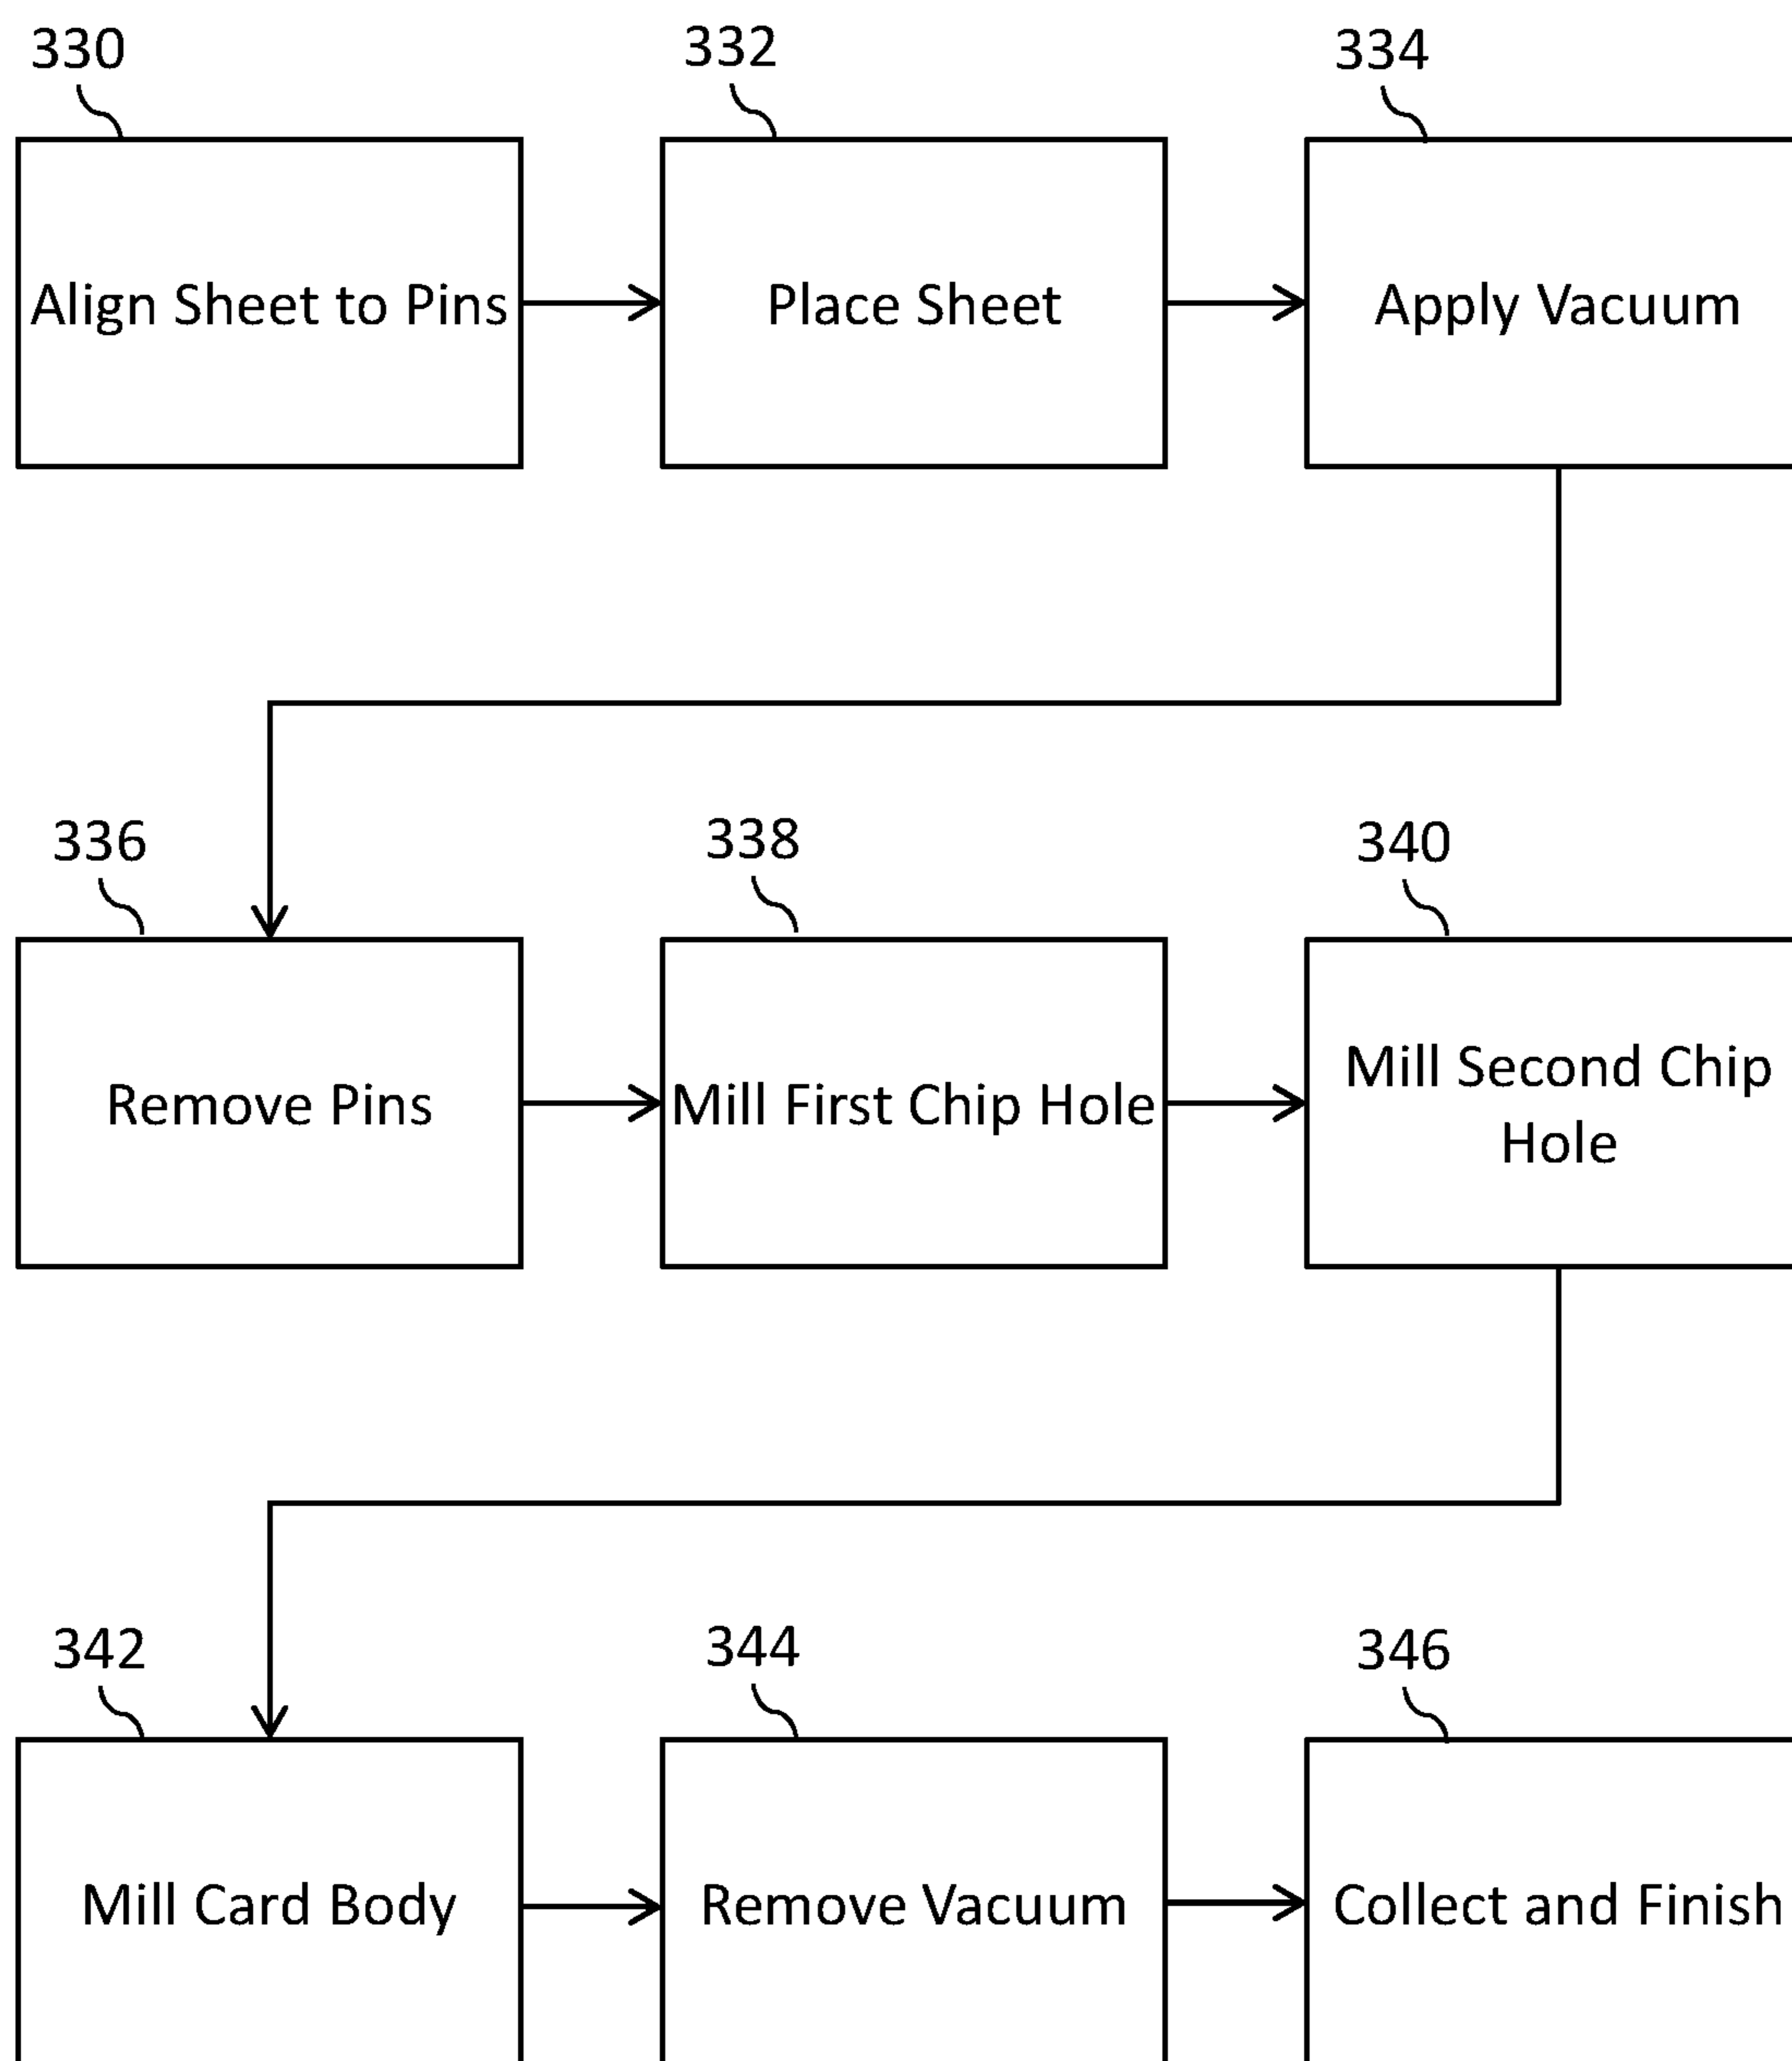 330
332
334
Align Sheet to Pins
Place Sheet
Apply Vacuum
336
338
340
Remove Pins
Mill First Chip Hole
Mill Second Chip
Hole
342
344
346
Mill Card Body
Remove Vacuum
Collect and Finish